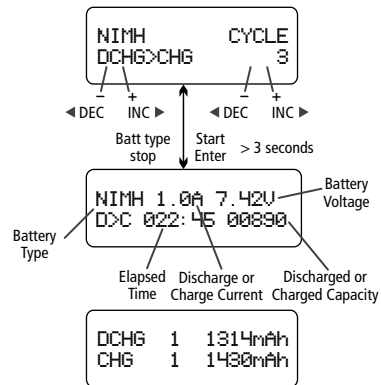 NIMH CYCLE
DCHG>CHG 3
− + − +
◀ DEC INC ▶ ◀ DEC INC ▶
Batt type stop Start Enter > 3 seconds
NIMH 1.0A 7.42V
D>C 022:45 00890
Battery Voltage
Battery Type
Elapsed Time
Discharge or Charge Current
Discharged or Charged Capacity
DCHG 1 1314mAh
CHG 1 1430mAh